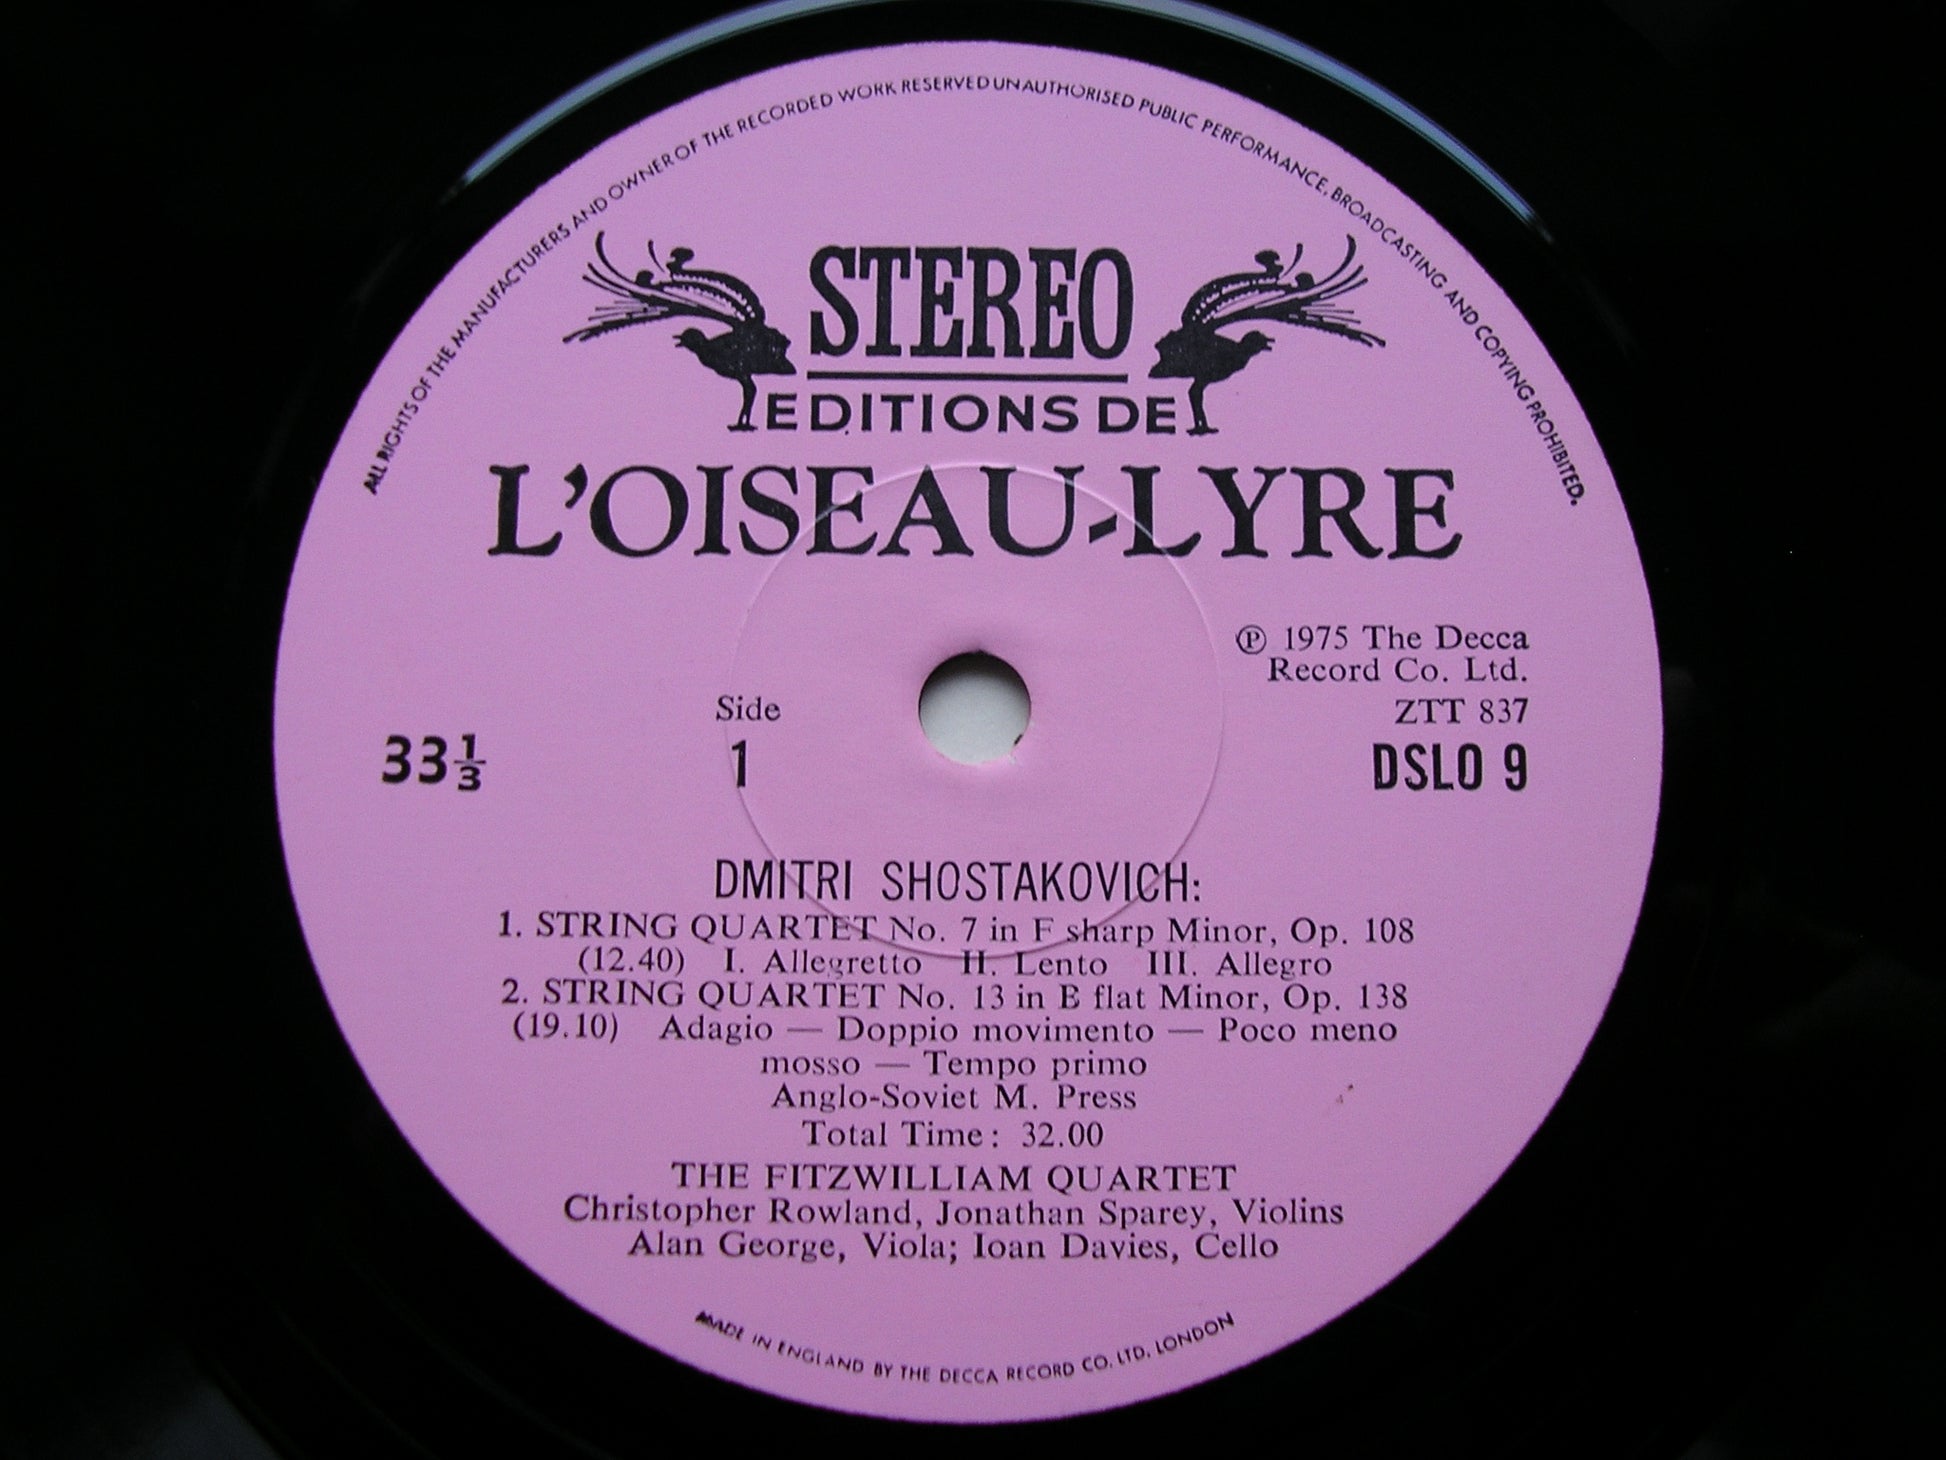 ALL RIGHTS OF THE MANUFACTURERS AND OWNER OF THE RECORDED WORK RESERVED UNAUTHORISED PUBLIC PERFORMANCE, BROADCASTING AND COPYING PROHIBITED.
STEREO
EDITIONS DE
L'OISEAU-LYRE
℗ 1975 The Decca
Record Co. Ltd.
ZTT 837
DSLO 9
Side
1
33⅓
DMITRI SHOSTAKOVICH:
1. STRING QUARTET No. 7 in F sharp Minor, Op. 108
(12.40) I. Allegretto II. Lento III. Allegro
2. STRING QUARTET No. 13 in B flat Minor, Op. 138
(19.10) Adagio — Doppio movimento — Poco meno
mosso — Tempo primo
Anglo-Soviet M. Press
Total Time: 32.00
THE FITZWILLIAM QUARTET
Christopher Rowland, Jonathan Sparey, Violins
Alan George, Viola; Ioan Davies, Cello
MADE IN ENGLAND BY THE DECCA RECORD CO. LTD. LONDON